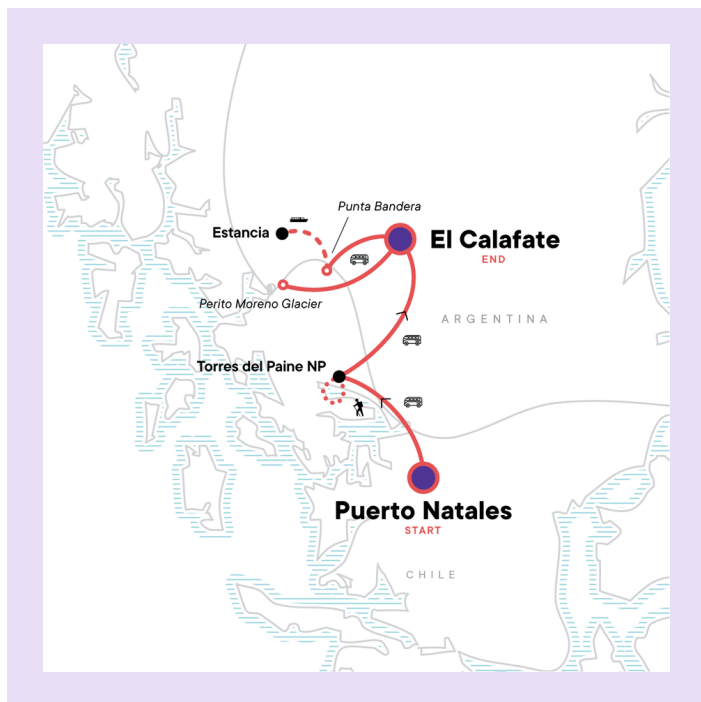 Punta Bandera
Estancia
El Calafate
END
Perito Moreno Glacier
ARGENTINA
Torres del Paine NP
Puerto Natales
START
CHILE